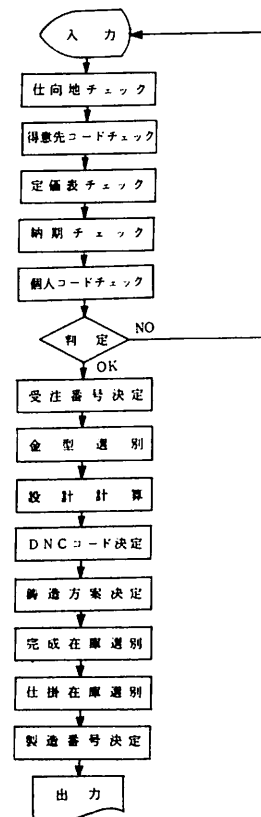 入力
仕向地チェック
得意先コードチェック
定価表チェック
納期チェック
個人コードチェック
判定
NO
OK
受注番号決定
金型選別
設計計算
DNCコード決定
鋳造方案決定
完成在庫選別
仕掛在庫選別
製造番号決定
出力